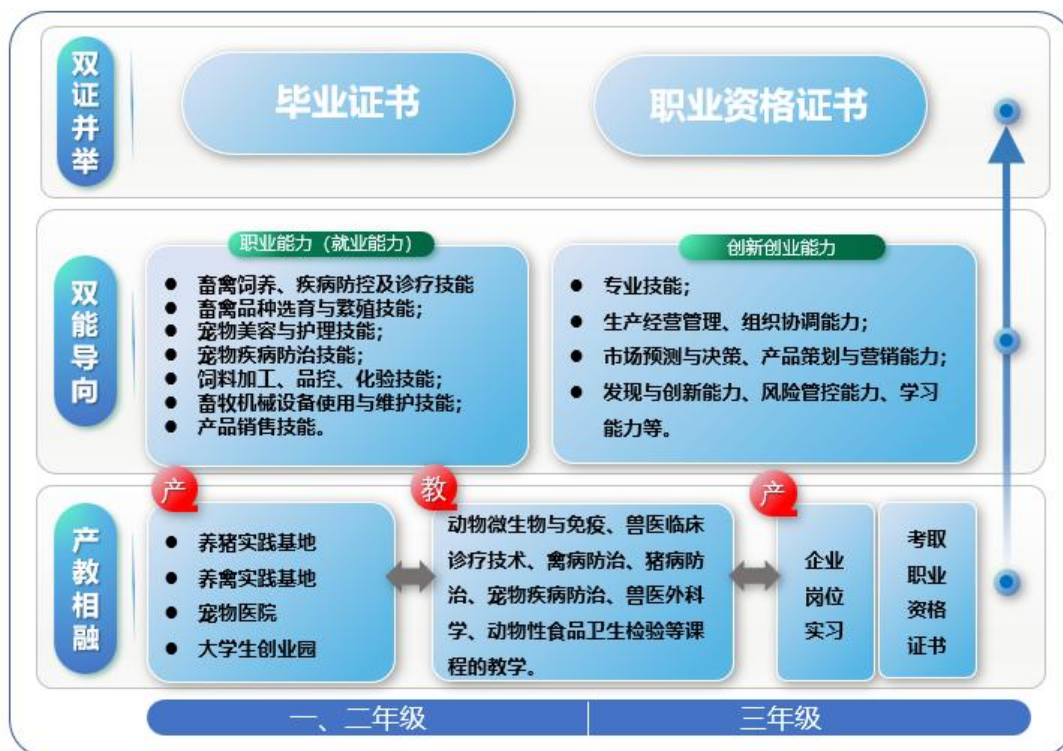 双证并举
毕业证书
职业资格证书
双能导向
职业能力（就业能力）
畜禽饲养、疾病防控及诊疗技能
畜禽品种选育与繁殖技能；
宠物美容与护理技能；
宠物疾病防治技能；
饲料加工、品控、化验技能；
畜牧机械设备使用与维护技能；
产品销售技能。
创新创业能力
专业技能；
生产经营管理、组织协调能力；
市场预测与决策、产品策划与营销能力；
发现与创新能力、风险管控能力、学习
能力等。
产教相融
产
养猪实践基地
养禽实践基地
宠物医院
大学生创业园
教
动物微生物与免疫、兽医临床
诊疗技术、禽病防治、猪病防
治、宠物疾病防治、兽医外科
学、动物性食品卫生检验等课
程的教学。
产
企业
岗位
实习
考取
职业
资格
证书
一、二年级
三年级